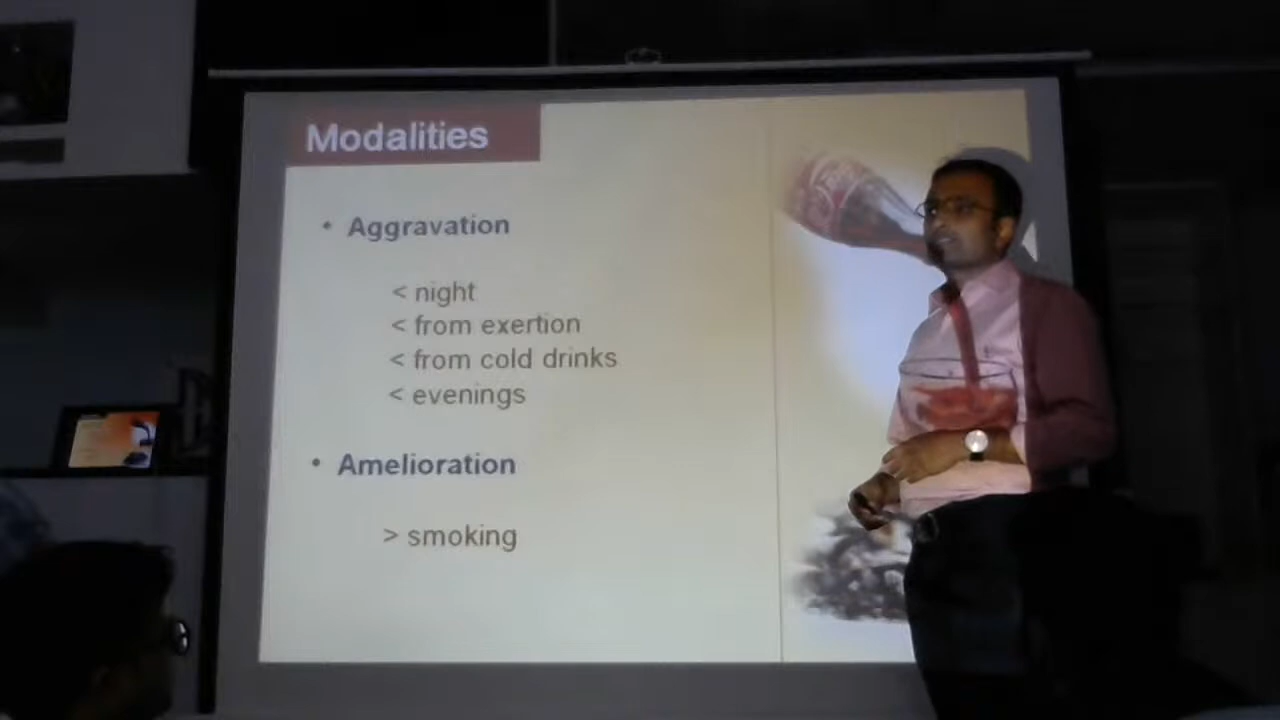 Modalities
• Aggravation
< night
< from exertion
< from cold drinks
< evenings
• Amelioration
> smoking